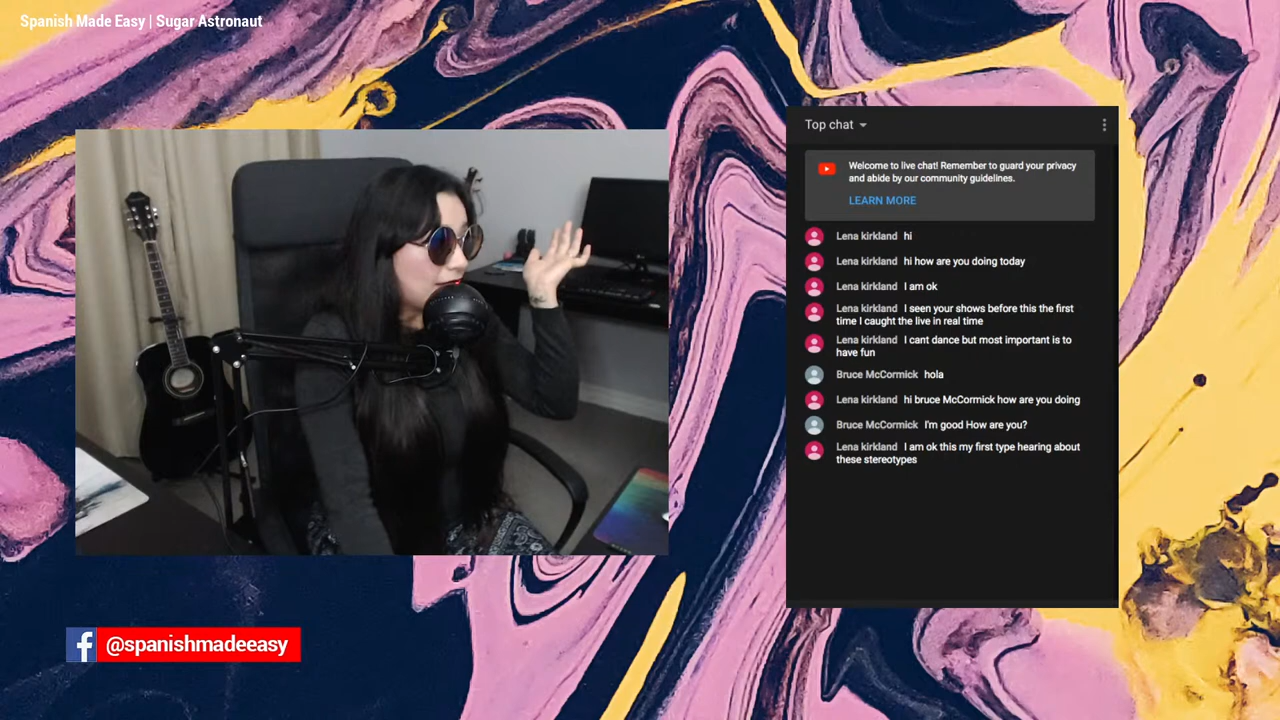 Spanish Made Easy | Sugar Astronaut
Top chat
Welcome to live chat! Remember to guard your privacy
and abide by our community guidelines.
LEARN MORE
Lena kirkland hi
Lena kirkland hi how are you doing today
Lena kirkland I am ok
Lena kirkland I seen your shows before this the first
time I caught the live in real time
Lena kirkland I cant dance but most important is to
have fun
Bruce McCormick hola
Lena kirkland hi bruce McCormick how are you doing
Bruce McCormick I'm good How are you?
Lena kirkland I am ok this my first type hearing about
these stereotypes
@spanishmadeeasy